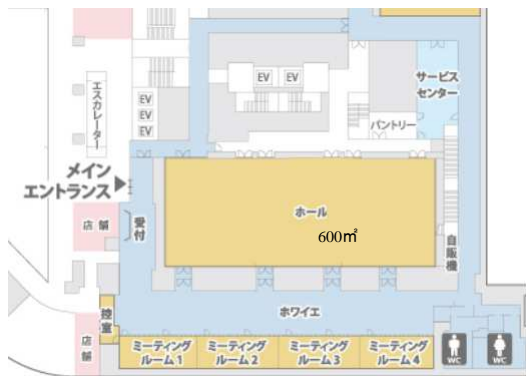 EV
EV
サービス
センター
エスカレーター
EV
EV
EV
パントリー
メイン
エントランス
ホール
600㎡
店舗
受付
自販機
ホワイエ
控室
店舗
ミーティング
ルーム1
ミーティング
ルーム2
ミーティング
ルーム3
ミーティング
ルーム4
WC
WC